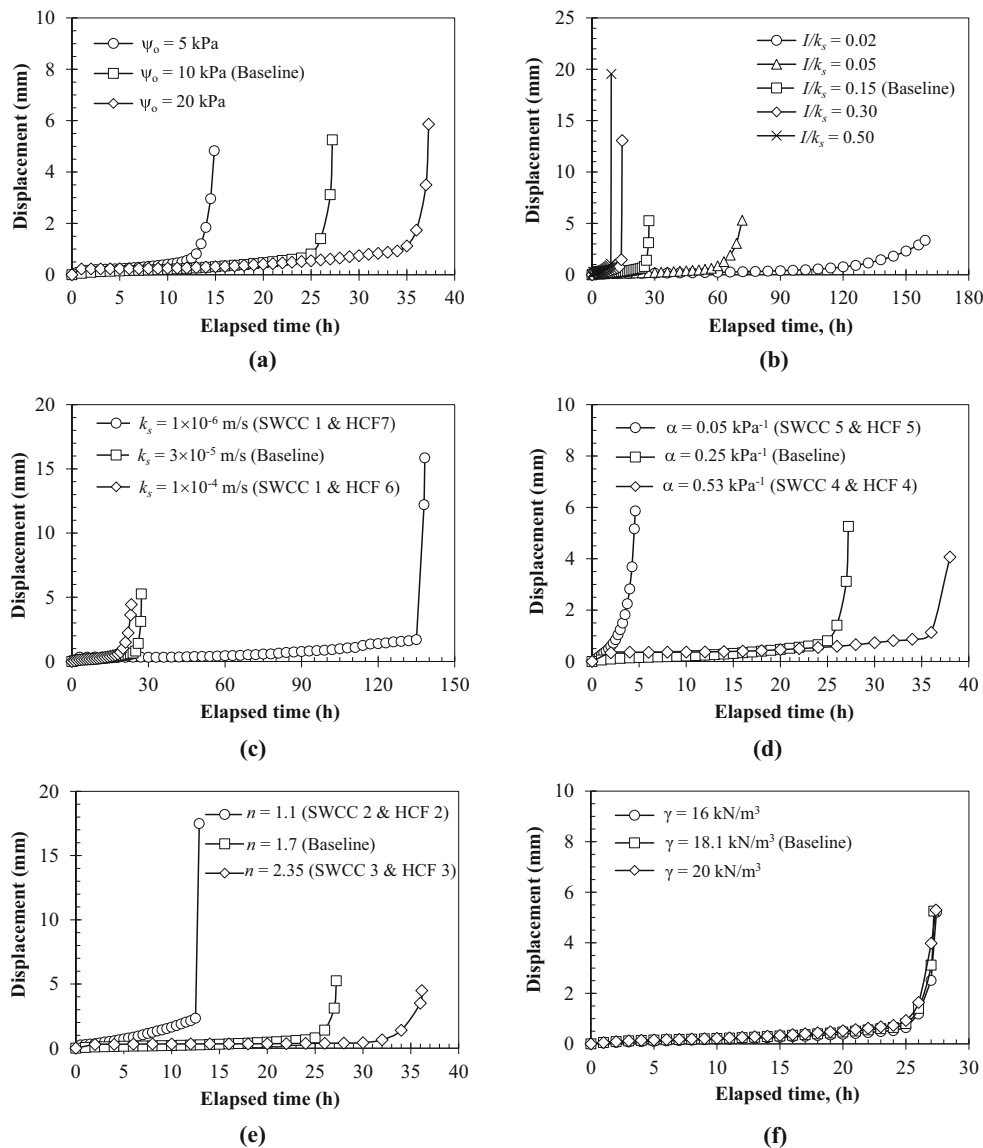 10
8
6
4
2
0
Displacement (mm)
ψₒ = 5 kPa
ψₒ = 10 kPa (Baseline)
ψₒ = 20 kPa
0 5 10 15 20 25 30 35 40
Elapsed time (h)
(a)
25
20
15
10
5
0
Displacement (mm)
I/kₛ = 0.02
I/kₛ = 0.05
I/kₛ = 0.15 (Baseline)
I/kₛ = 0.30
I/kₛ = 0.50
0 30 60 90 120 150 180
Elapsed time, (h)
(b)
20
15
10
5
0
Displacement (mm)
kₛ = 1×10⁻⁶ m/s (SWCC 1 & HCF7)
kₛ = 3×10⁻⁵ m/s (Baseline)
kₛ = 1×10⁻⁴ m/s (SWCC 1 & HCF 6)
0 30 60 90 120 150
Elapsed time (h)
(c)
10
8
6
4
2
0
Displacement (mm)
α = 0.05 kPa⁻¹ (SWCC 5 & HCF 5)
α = 0.25 kPa⁻¹ (Baseline)
α = 0.53 kPa⁻¹ (SWCC 4 & HCF 4)
0 5 10 15 20 25 30 35 40
Elapsed time (h)
(d)
20
15
10
5
0
Displacement (mm)
n = 1.1 (SWCC 2 & HCF 2)
n = 1.7 (Baseline)
n = 2.35 (SWCC 3 & HCF 3)
0 5 10 15 20 25 30 35 40
Elapsed time (h)
(e)
10
8
6
4
2
0
Displacement (mm)
γ = 16 kN/m³
γ = 18.1 kN/m³ (Baseline)
γ = 20 kN/m³
0 5 10 15 20 25 30
Elapsed time, (h)
(f)